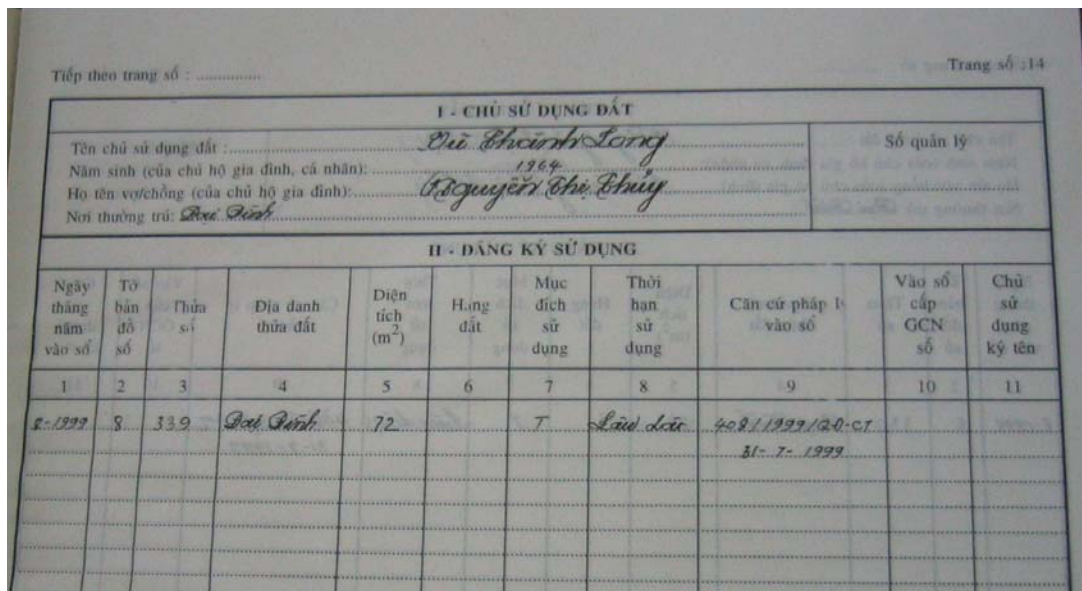 Tiếp theo trang số : ...............
Trang số :14
I - CHỦ SỬ DỤNG ĐẤT
Tên chủ sử dụng đất : Vũ Thành Long
Số quản lý
Năm sinh (của chủ hộ gia đình, cá nhân): 1964
Họ tên vợ/chồng (của chủ hộ gia đình): Nguyễn Thị Thủy
Nơi thường trú: Đại Đình
II - ĐĂNG KÝ SỬ DỤNG
Ngày tháng năm vào sổ
Tờ bản đồ số
Thửa số
Địa danh thửa đất
Diện tích (m²)
Hạng đất
Mục đích sử dụng
Thời hạn sử dụng
Căn cứ pháp lý vào sổ
Vào sổ cấp GCN số
Chủ sử dụng ký tên
1 2 3 4 5 6 7 8 9 10 11
8-1999 8 339 Đại Đình 72 T Lâu dài 408/1999/QĐ-CT
31-7-1999